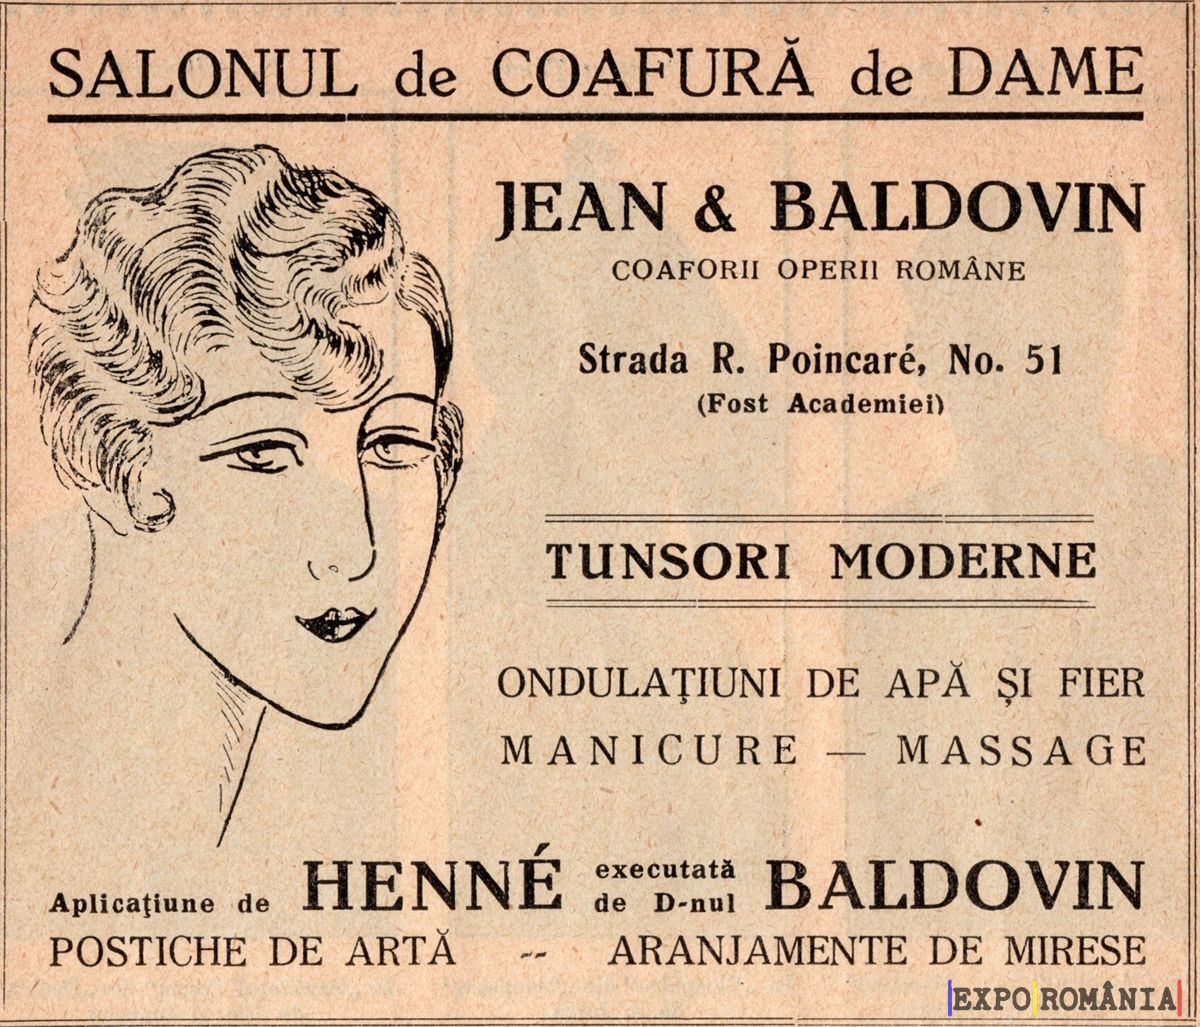 SALONUL de COAFURĂ de DAME
JEAN & BALDOVIN
COAFORII OPERII ROMÂNE
Strada R. Poincaré, No. 51
(Fost Academiei)
TUNSORI MODERNE
ONDULAŢIUNI DE APĂ ŞI FIER
MANICURE — MASSAGE
Aplicaţiune de HENNÉ executată de D-nul BALDOVIN
POSTICHE DE ARTĂ -- ARANJAMENTE DE MIRESE
|EXPO|ROMÂNIA|